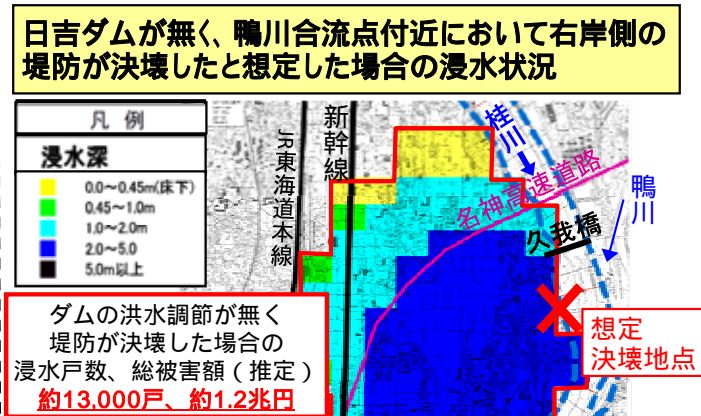 日吉ダムが無く、鴨川合流点付近において右岸側の
堤防が決壊したと想定した場合の浸水状況
凡 例
浸水深
0.0～0.45m(床下)
0.45～1.0m
1.0～2.0m
2.0～5.0
5.0m以上
JR東海道本線
新幹線
桂川
名神高速道路
鴨川
久我橋
想定
決壊地点
ダムの洪水調節が無く
堤防が決壊した場合の
浸水戸数、総被害額（推定）
約13,000戸、約1.2兆円